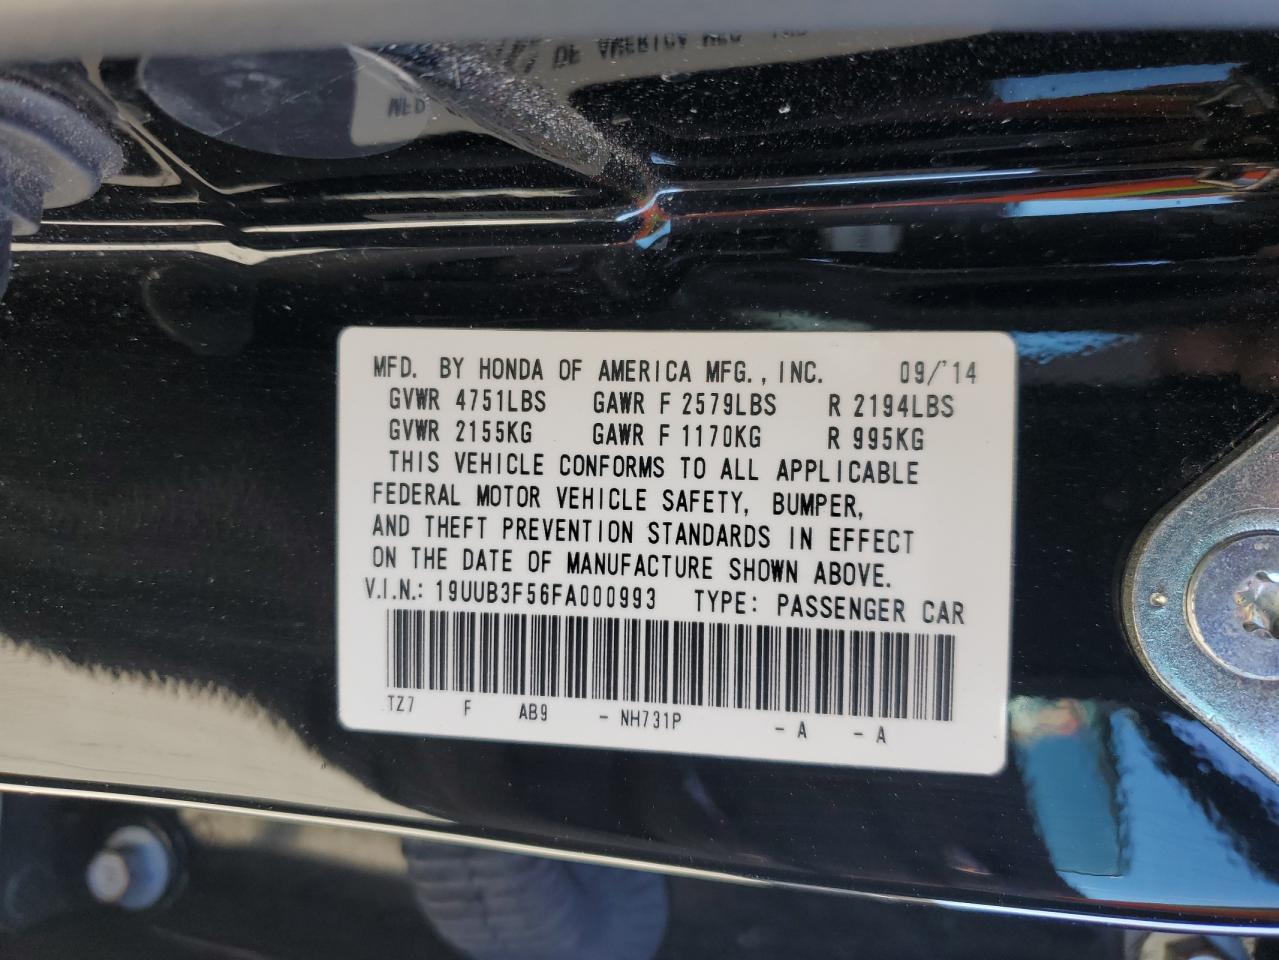 MFD. BY HONDA OF AMERICA MFG., INC. 09/14
GVWR 4751LBS GAWR F 2579LBS R 2194LBS
GVWR 2155KG GAWR F 1170KG R 995KG
THIS VEHICLE CONFORMS TO ALL APPLICABLE
FEDERAL MOTOR VEHICLE SAFETY, BUMPER,
AND THEFT PREVENTION STANDARDS IN EFFECT
ON THE DATE OF MANUFACTURE SHOWN ABOVE.
V.I.N.: 19UUB3F56FA000993 TYPE: PASSENGER CAR
TZ7 F AB9 - NH731P - A - A